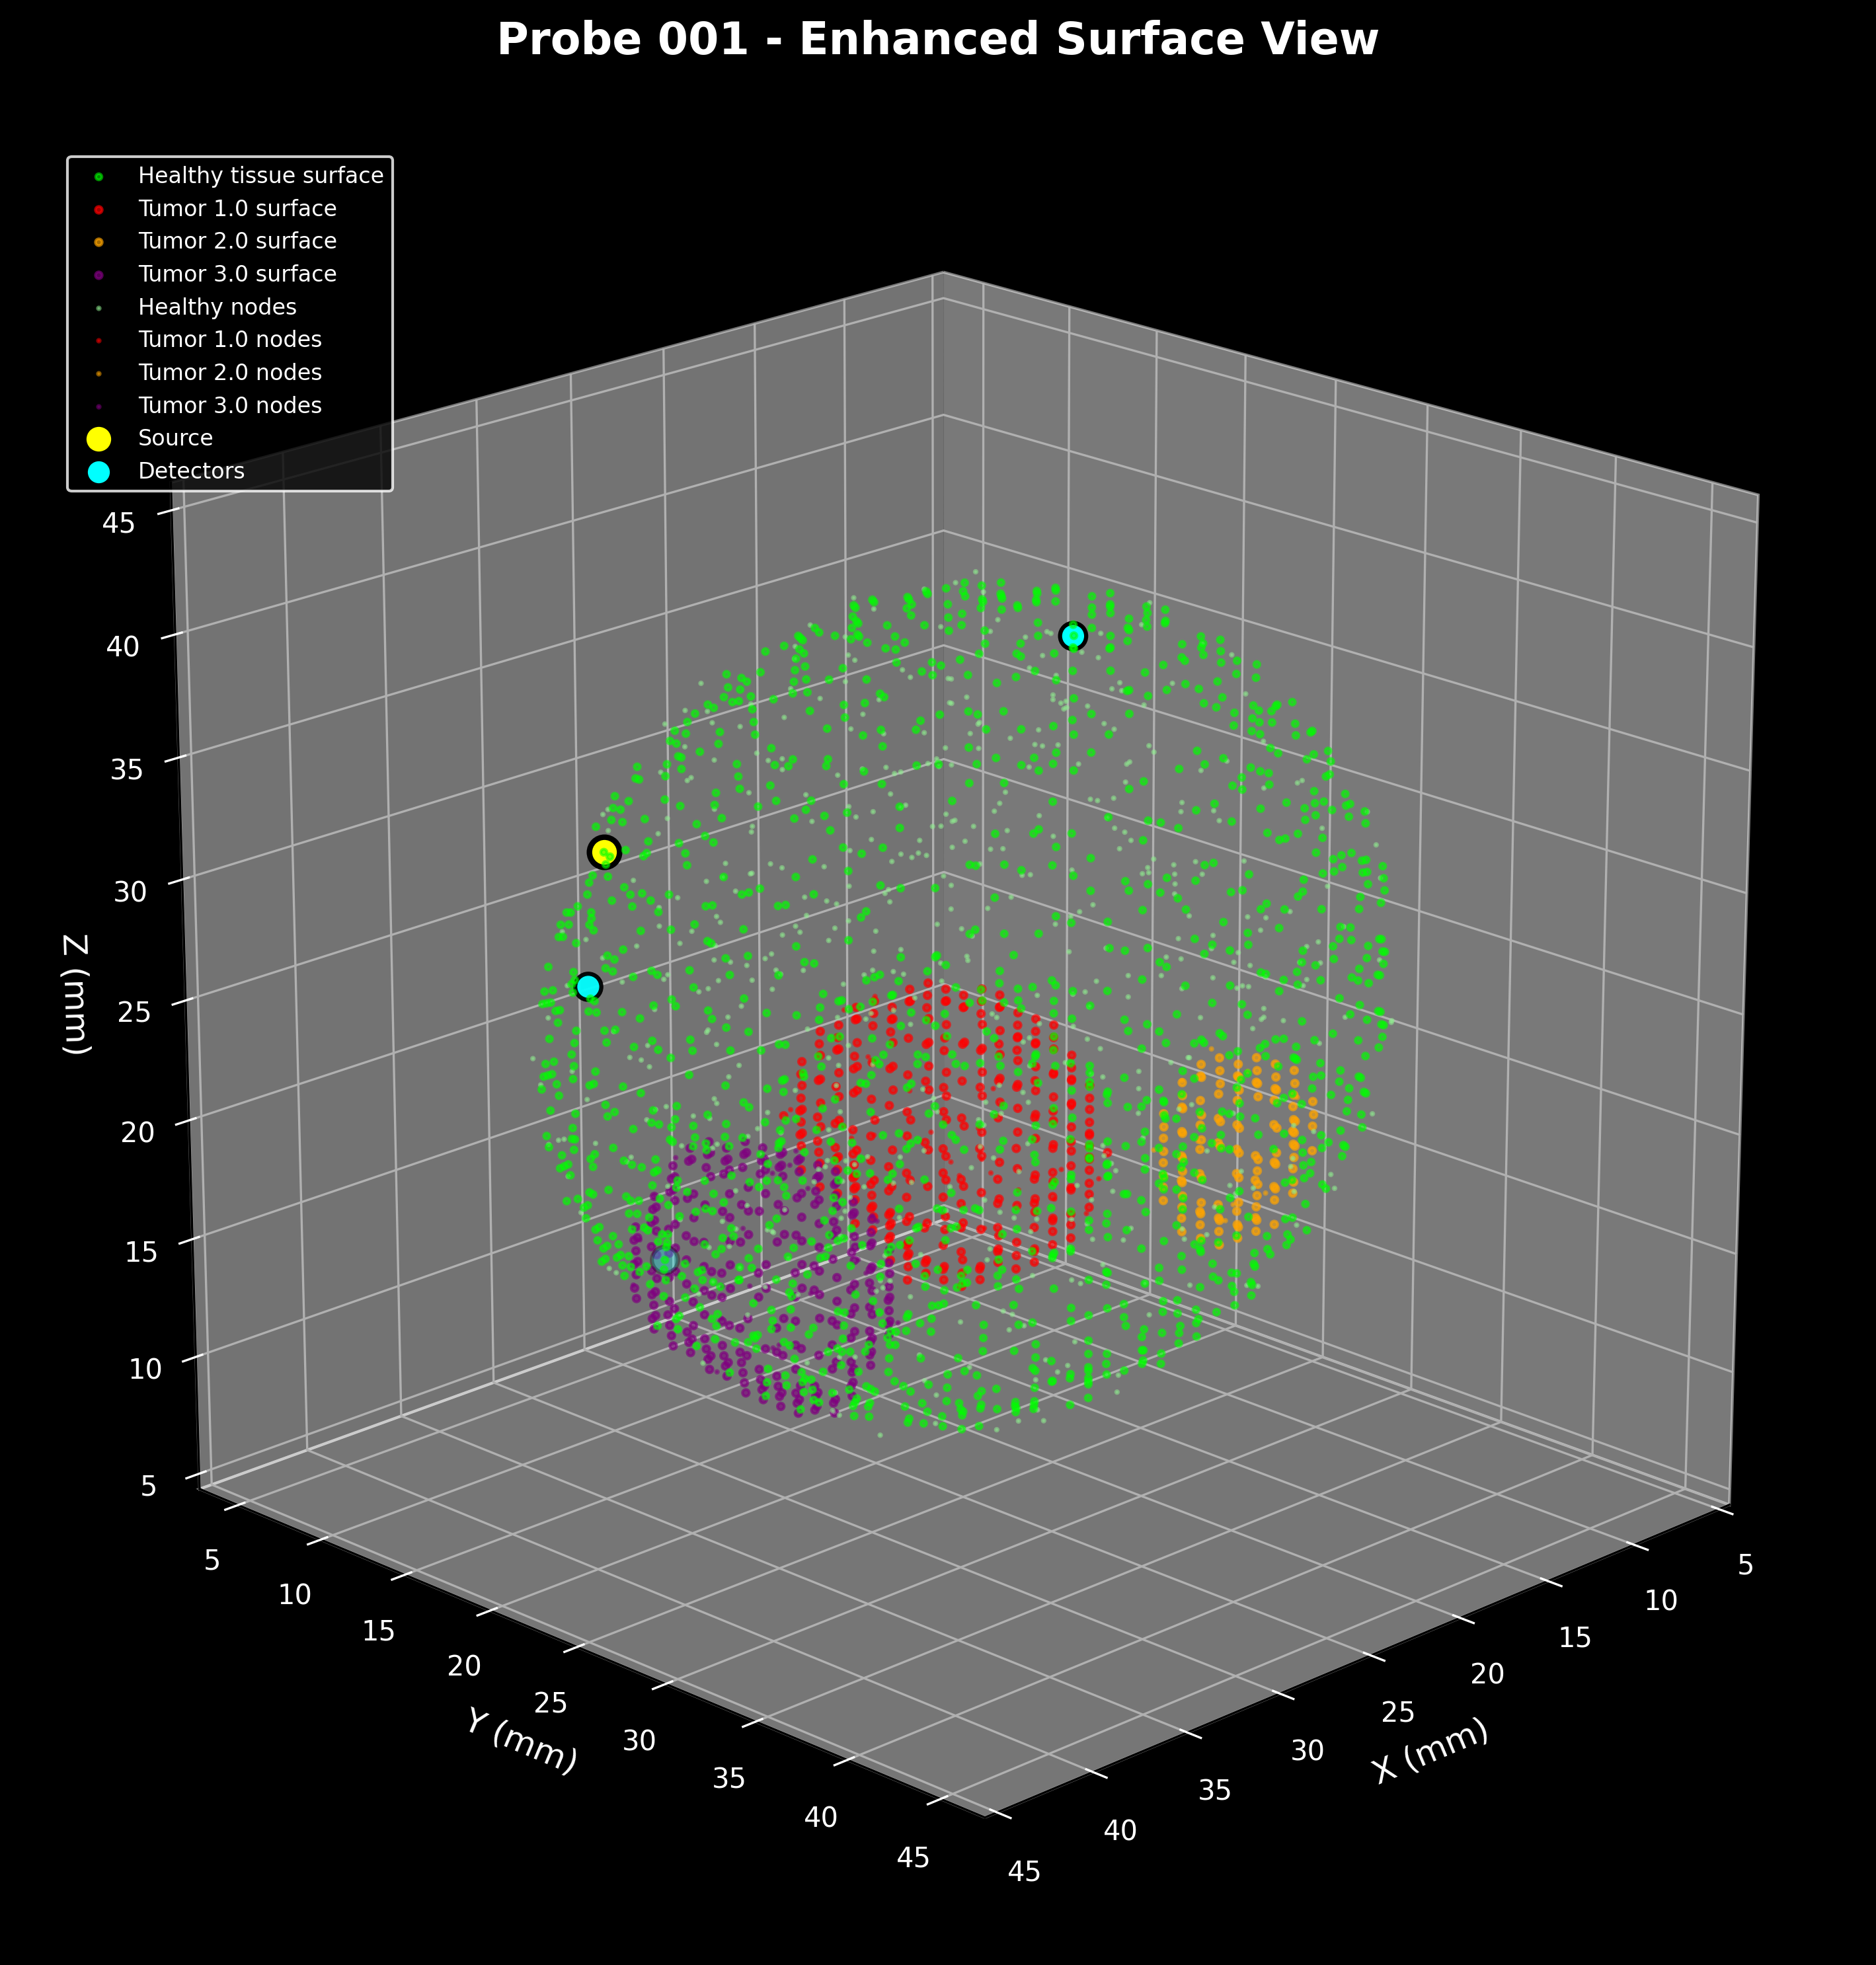 Probe 001 - Enhanced Surface View
Healthy tissue surface
Tumor 1.0 surface
Tumor 2.0 surface
Tumor 3.0 surface
Healthy nodes
Tumor 1.0 nodes
Tumor 2.0 nodes
Tumor 3.0 nodes
Source
Detectors
45
40
35
30
25
20
15
10
5
Z (mm)
5
10
15
20
25
30
35
40
45
Y (mm)
5
10
15
20
25
30
35
40
45
X (mm)